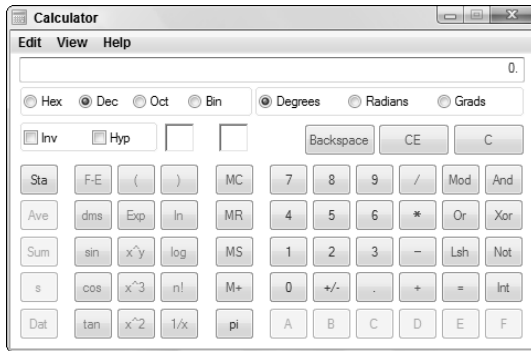 Calculator
Edit View Help
0.
Hex Dec Oct Bin Degrees Radians Grads
Inv Hyp Backspace CE C
Sta F-E ( ) MC 7 8 9 / Mod And
Ave dms Exp ln MR 4 5 6 * Or Xor
Sum sin x^y log MS 1 2 3 - Lsh Not
s cos x^3 n! M+ 0 +/- . + = Int
Dat tan x^2 1/x pi A B C D E F